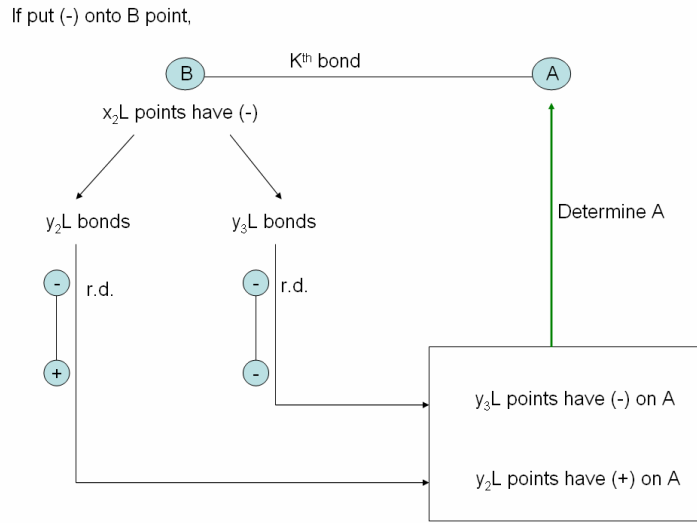 If put (-) onto B point,
Kᵗʰ bond
B
A
x₂L points have (-)
y₂L bonds
y₃L bonds
Determine A
-
r.d.
-
r.d.
+
-
y₃L points have (-) on A
y₂L points have (+) on A